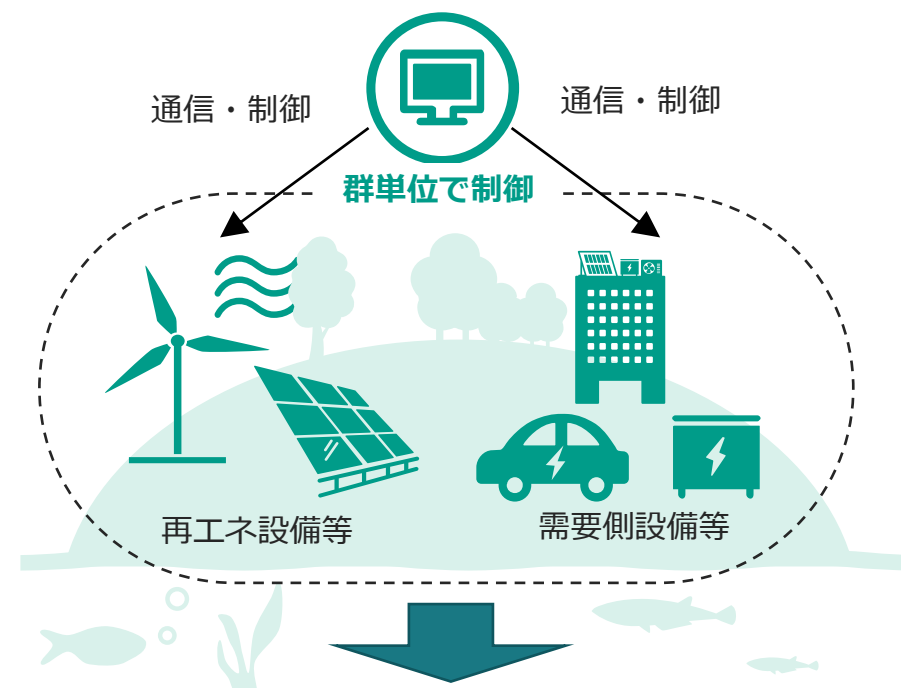 通信・制御
通信・制御
群単位で制御
再エネ設備等
需要側設備等